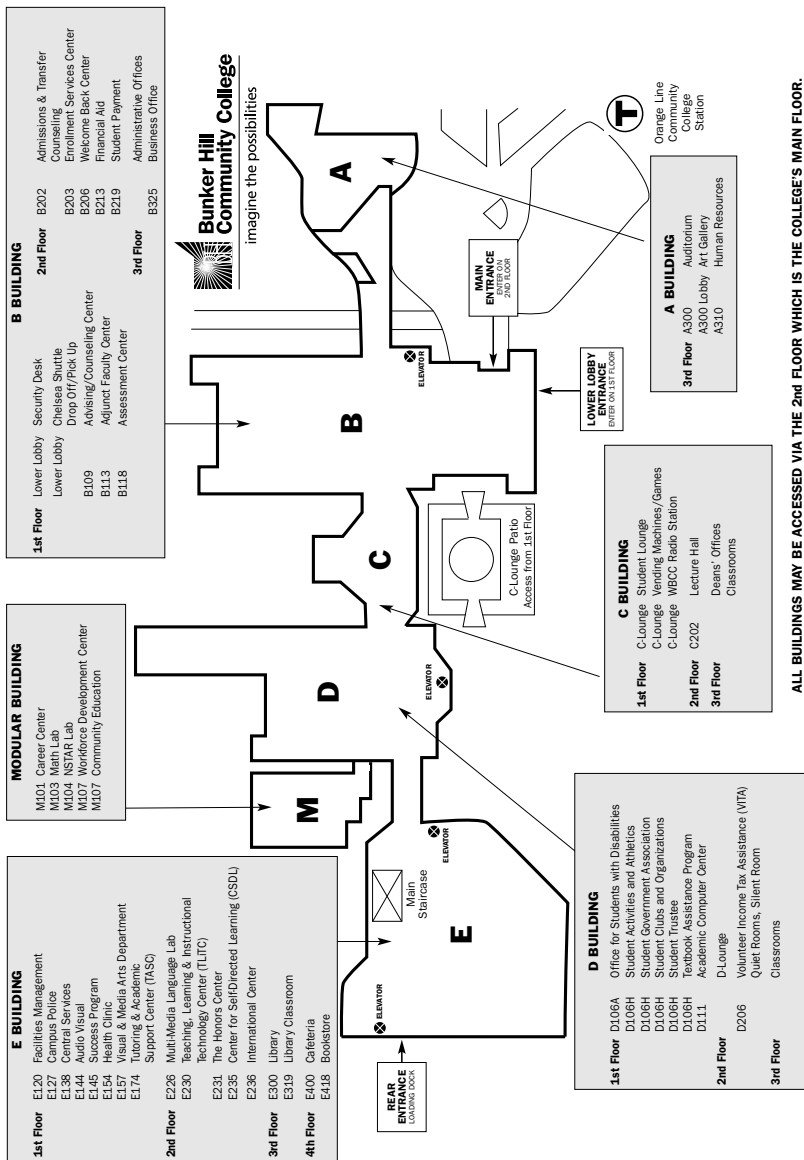 E BUILDING
1st Floor E120 Facilities Management
E127 Campus Police
E138 Central Services
E144 Audio Visual
E145 Success Program
E154 Health Clinic
E157 Visual & Media Arts Department
E174 Tutoring & Academic
Support Center (TASC)
2nd Floor E226 Multi-Media Language Lab
E230 Teaching, Learning & Instructional
Technology Center (TLITC)
E231 The Honors Center
E235 Center for Self-Directed Learning (CSDL)
E236 International Center
3rd Floor E300 Library
E319 Library Classroom
4th Floor E400 Cafeteria
E418 Bookstore
MODULAR BUILDING
M101 Career Center
M103 Math Lab
M104 NSTAR Lab
M107 Workforce Development Center
M107 Community Education
B BUILDING
1st Floor Lower Lobby Security Desk
Lower Lobby Chelsea Shuttle
Drop Off/Pick Up
B109 Advising/Counseling Center
B113 Adjunct Faculty Center
B118 Assessment Center
2nd Floor B202 Admissions & Transfer
Counseling
B203 Enrollment Services Center
B206 Welcome Back Center
B213 Financial Aid
B219 Student Payment
3rd Floor Administrative Offices
B325 Business Office
Bunker Hill
Community College
imagine the possibilities
REAR
ENTRANCE
LOADING DOCK
ELEVATOR
E
Main
Staircase
ELEVATOR
M
D
ELEVATOR
C
C-Lounge Patio
Access from 1st Floor
B
ELEVATOR
MAIN
ENTRANCE
ENTER ON
2ND FLOOR
LOWER LOBBY
ENTRANCE
ENTER ON 1ST FLOOR
A
T
Orange Line
Community
College
Station
D BUILDING
1st Floor D106A Office for Students with Disabilities
D106H Student Activities and Athletics
D106H Student Government Association
D106H Student Clubs and Organizations
D106H Student Trustee
D106H Textbook Assistance Program
D111 Academic Computer Center
2nd Floor D-Lounge
D206 Volunteer Income Tax Assistance (VITA)
Quiet Rooms, Silent Room
3rd Floor Classrooms
C BUILDING
1st Floor C-Lounge Student Lounge
C-Lounge Vending Machines/Games
C-Lounge WBCC Radio Station
2nd Floor C202 Lecture Hall
3rd Floor Deans' Offices
Classrooms
A BUILDING
3rd Floor A300 Auditorium
A300 Lobby Art Gallery
A310 Human Resources
ALL BUILDINGS MAY BE ACCESSED VIA THE 2nd FLOOR WHICH IS THE COLLEGE'S MAIN FLOOR.